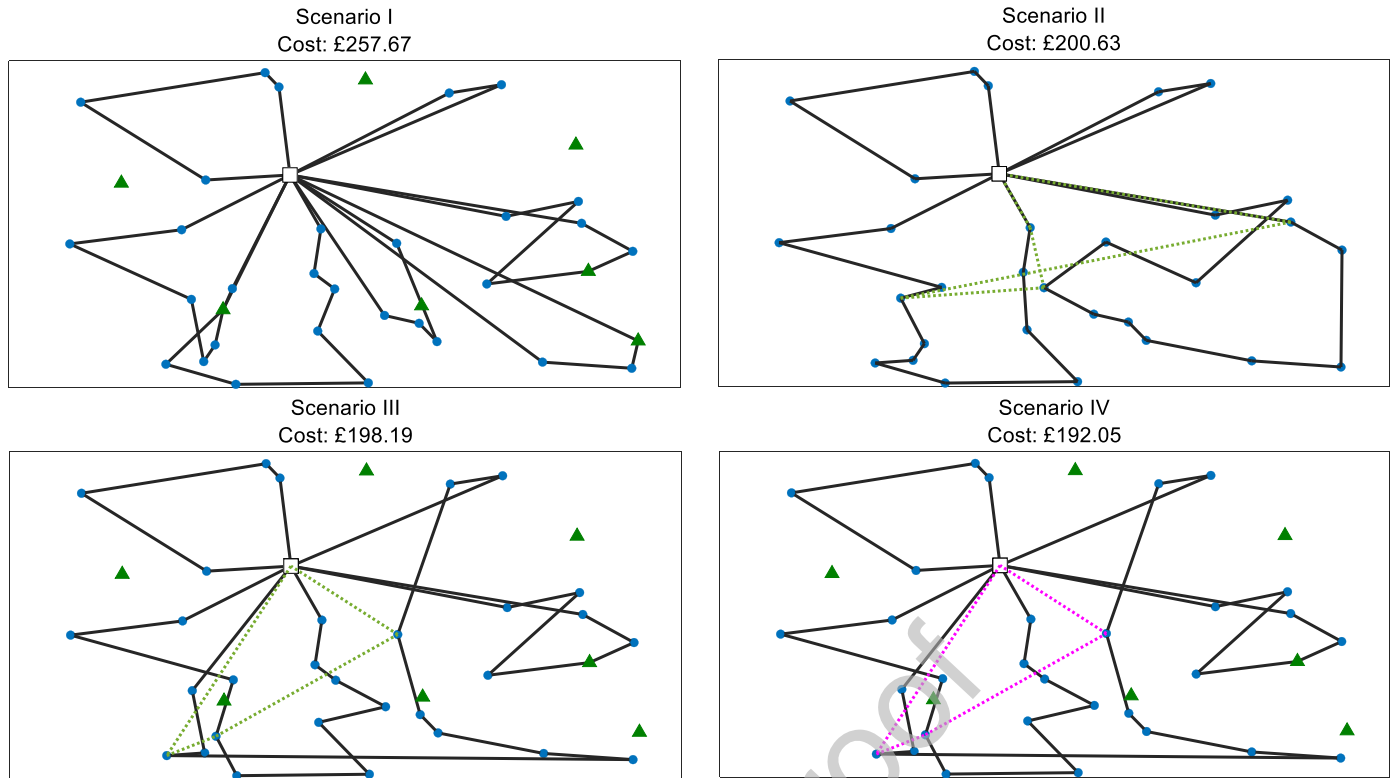 Scenario I
Cost: £257.67
Scenario II
Cost: £200.63
Scenario III
Cost: £198.19
Scenario IV
Cost: £192.05
oof